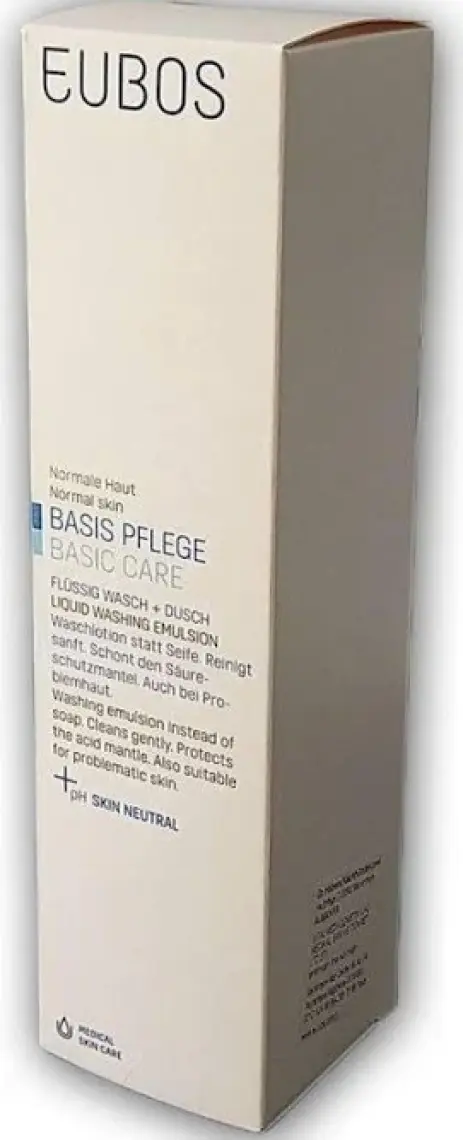 EUBOS
Normale Haut
Normal skin
BASIS PFLEGE
BASIC CARE
FLÜSSIG WASCH + DUSCH
LIQUID WASHING EMULSION
Waschlotion statt Seife. Reinigt
sanft. Schont den Säure-
schutzmantel. Auch bei Pro-
blemhaut.
Washing emulsion instead of
soap. Cleans gently. Protects
the acid mantle. Also suitable
for problematic skin.
pH SKIN NEUTRAL
MEDICAL
SKIN CARE